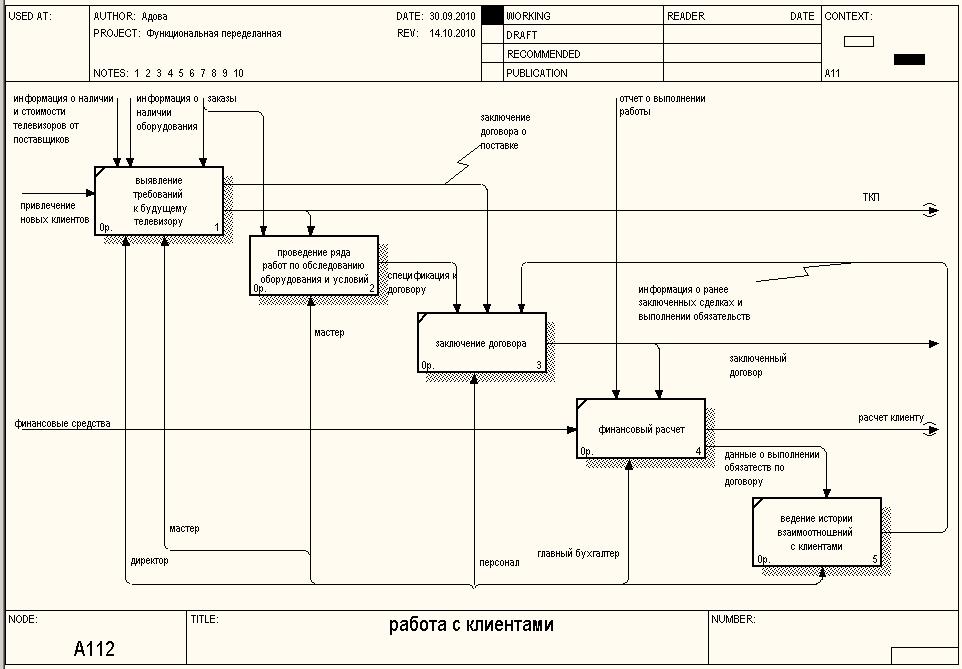 USED AT:
AUTHOR: Адова
DATE: 30.09.2010
PROJECT: Функциональная переделанная
REV: 14.10.2010
NOTES: 1 2 3 4 5 6 7 8 9 10
WORKING
DRAFT
RECOMMENDED
PUBLICATION
READER
DATE
CONTEXT:
A11
информация о наличии
и стоимости
телевизоров от
поставщиков
информация о
наличии
оборудования
заказы
заключение
договора о
поставке
отчет о выполнении
работы
привлечение
новых клиентов
выявление
требований
к будущему
телевизору
0р.
1
ТКП
проведение ряда
работ по обследованию
оборудования и условий
0р.
2
спецификация к
договору
информация о ранее
заключенных сделках и
выполнении обязательств
мастер
заключение договора
0р.
3
заключенный
договор
финансовые средства
финансовый расчет
0р.
4
расчет клиенту
данные о выполнении
обязатеств по
договору
ведение истории
взаимоотношений
с клиентами
0р.
5
мастер
директор
персонал
главный бухгалтер
NODE:
A112
TITLE:
работа с клиентами
NUMBER: